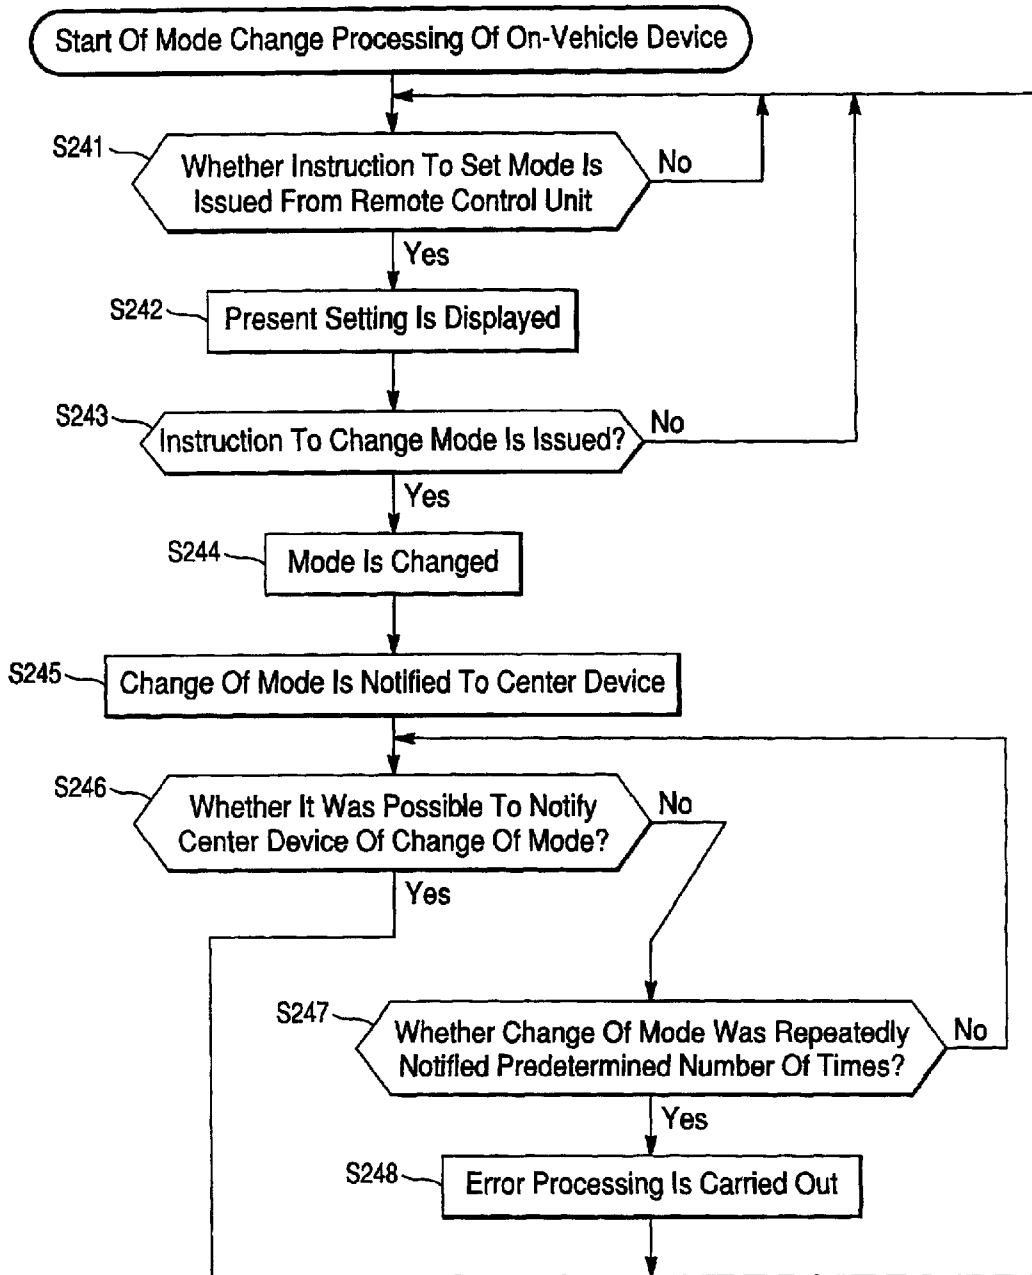 Start Of Mode Change Processing Of On-Vehicle Device
S241
Whether Instruction To Set Mode Is
Issued From Remote Control Unit
No
Yes
S242
Present Setting Is Displayed
S243
Instruction To Change Mode Is Issued?
No
Yes
S244
Mode Is Changed
S245
Change Of Mode Is Notified To Center Device
S246
Whether It Was Possible To Notify
Center Device Of Change Of Mode?
No
Yes
S247
Whether Change Of Mode Was Repeatedly
Notified Predetermined Number Of Times?
No
Yes
S248
Error Processing Is Carried Out